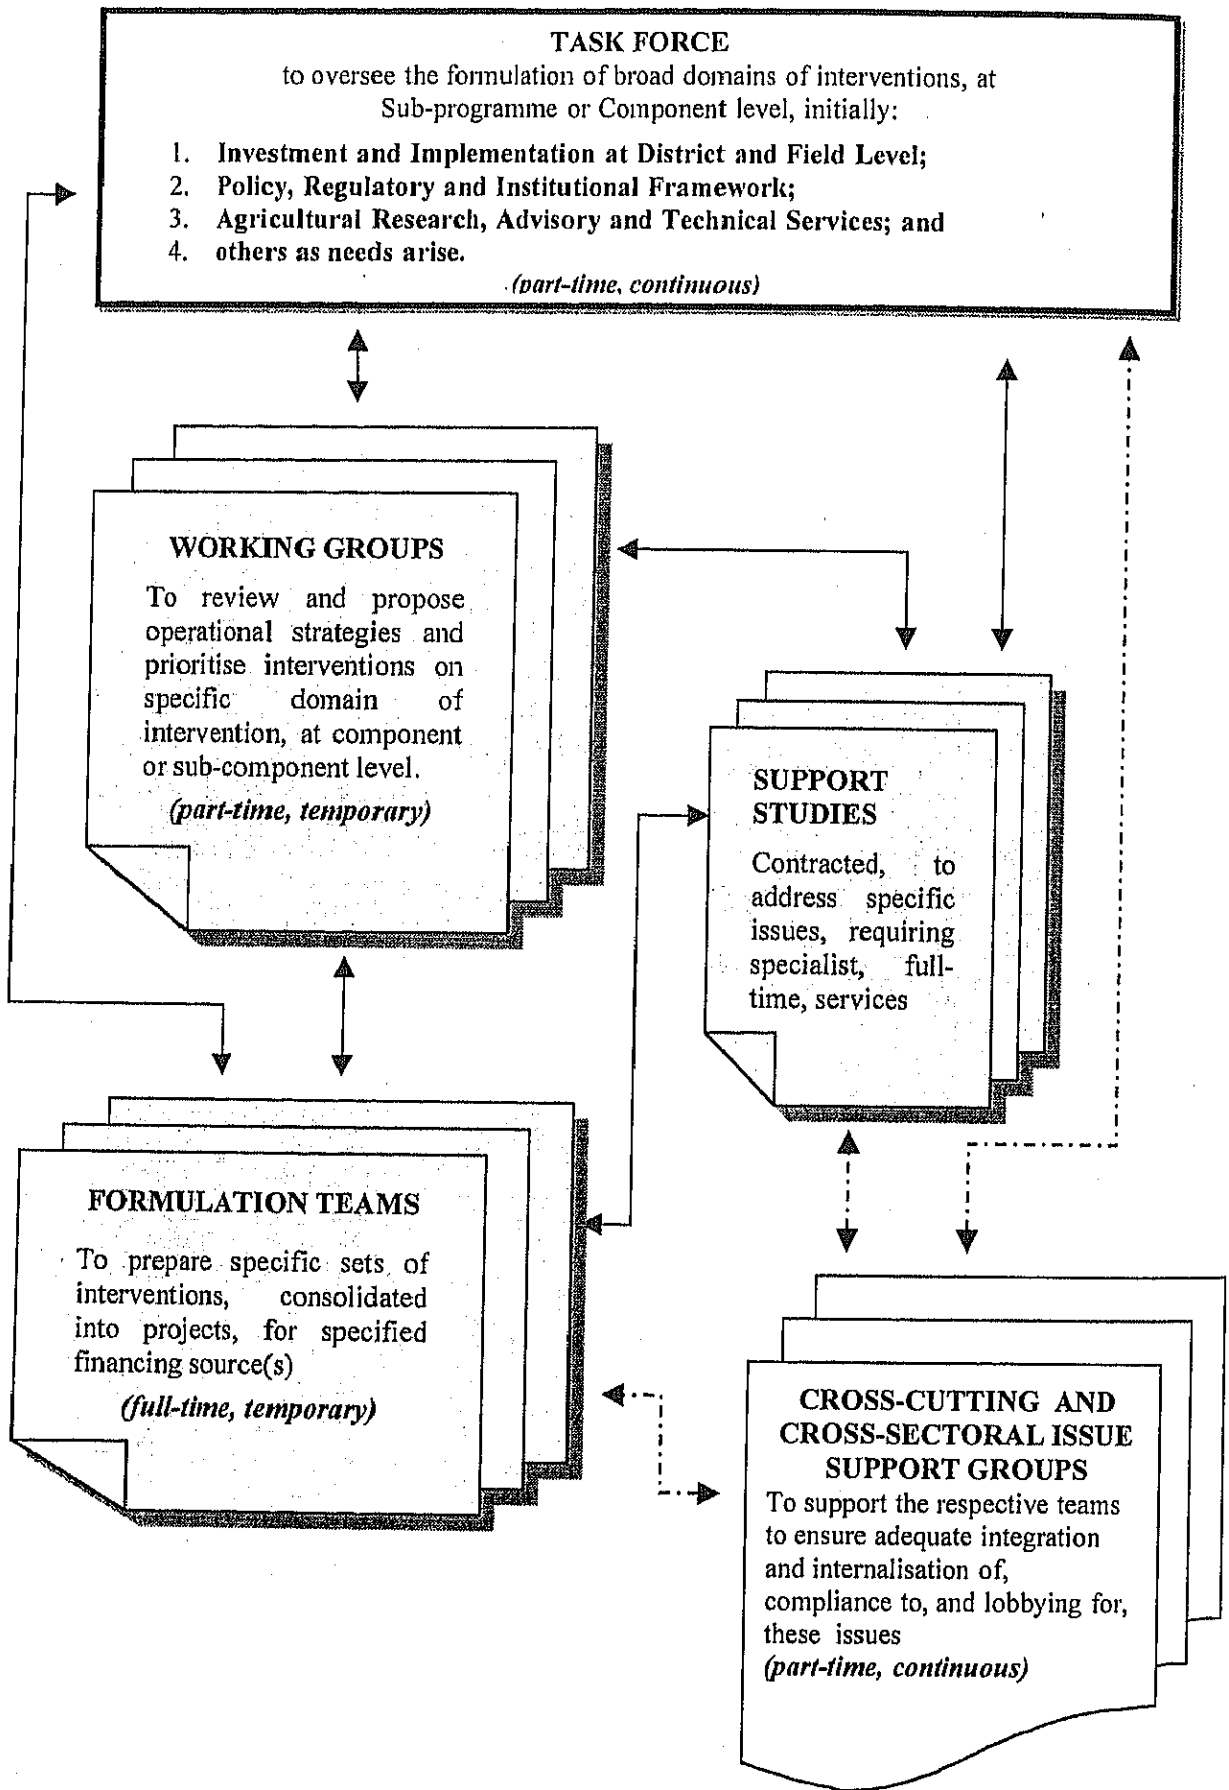 TASK FORCE
to oversee the formulation of broad domains of interventions, at
Sub-programme or Component level, initially:
1. Investment and Implementation at District and Field Level;
2. Policy, Regulatory and Institutional Framework;
3. Agricultural Research, Advisory and Technical Services; and
4. others as needs arise.
(part-time, continuous)
WORKING GROUPS
To review and propose
operational strategies and
prioritise interventions on
specific domain of
intervention, at component
or sub-component level.
(part-time, temporary)
SUPPORT
STUDIES
Contracted, to
address specific
issues, requiring
specialist, full-
time, services
FORMULATION TEAMS
To prepare specific sets of
interventions, consolidated
into projects, for specified
financing source(s)
(full-time, temporary)
CROSS-CUTTING AND
CROSS-SECTORAL ISSUE
SUPPORT GROUPS
To support the respective teams
to ensure adequate integration
and internalisation of,
compliance to, and lobbying for,
these issues
(part-time, continuous)